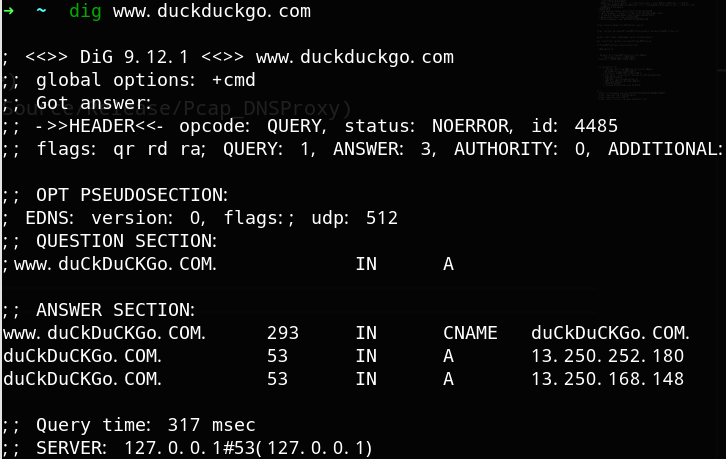 → ~ dig www.duckduckgo.com
; <<>> DiG 9.12.1 <<>> www.duckduckgo.com
;; global options: +cmd
;; Got answer:
Source/Release/Pcap_DNSProxy)
;; ->>HEADER<<- opcode: QUERY, status: NOERROR, id: 4485
;; flags: qr rd ra; QUERY: 1, ANSWER: 3, AUTHORITY: 0, ADDITIONAL:
;; OPT PSEUDOSECTION:
; EDNS: version: 0, flags:; udp: 512
;; QUESTION SECTION:
;www.duCkDuCKGo.COM. IN A
;; ANSWER SECTION:
www.duCkDuCKGo.COM. 293 IN CNAME duCkDuCKGo.COM.
duCkDuCKGo.COM. 53 IN A 13.250.252.180
duCkDuCKGo.COM. 53 IN A 13.250.168.148
;; Query time: 317 msec
;; SERVER: 127.0.0.1#53(127.0.0.1)